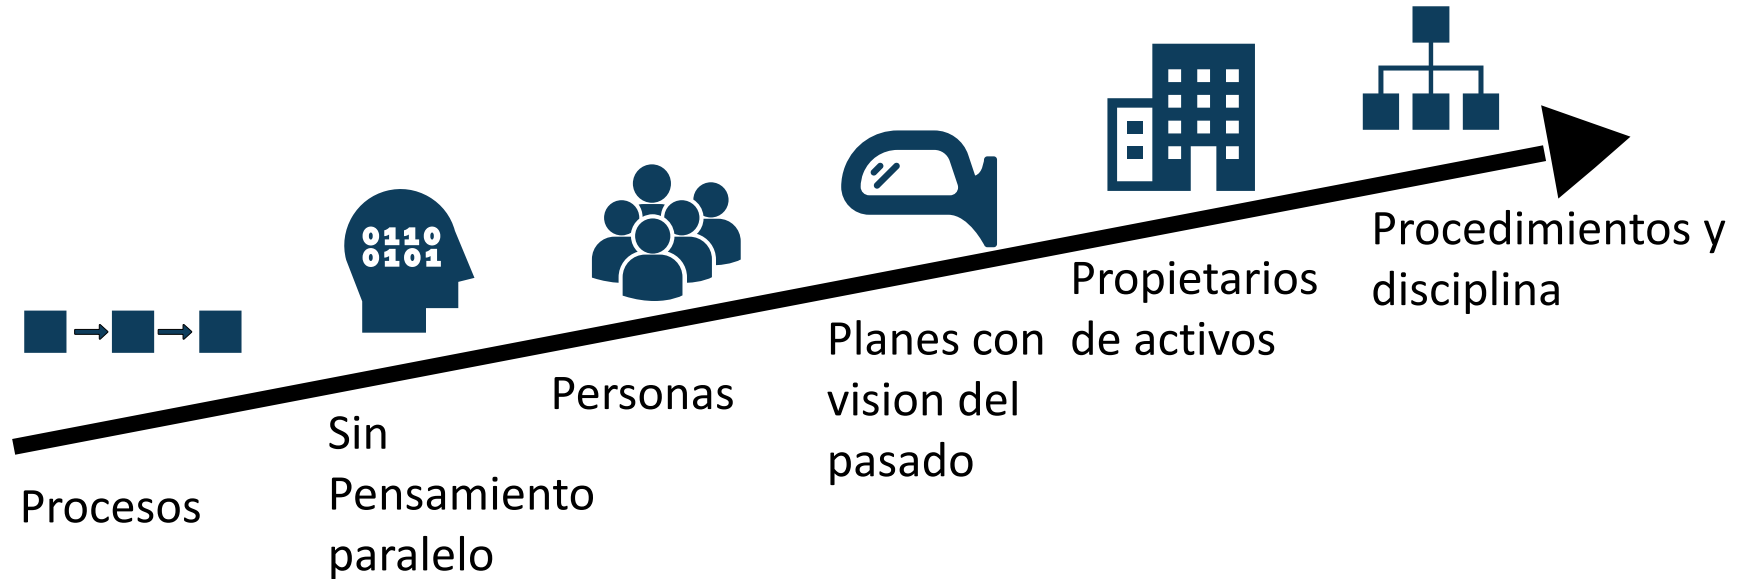 0110
0101
Procesos
Sin
Pensamiento
paralelo
Personas
Planes con
vision del
pasado
Propietarios
de activos
Procedimientos y
disciplina